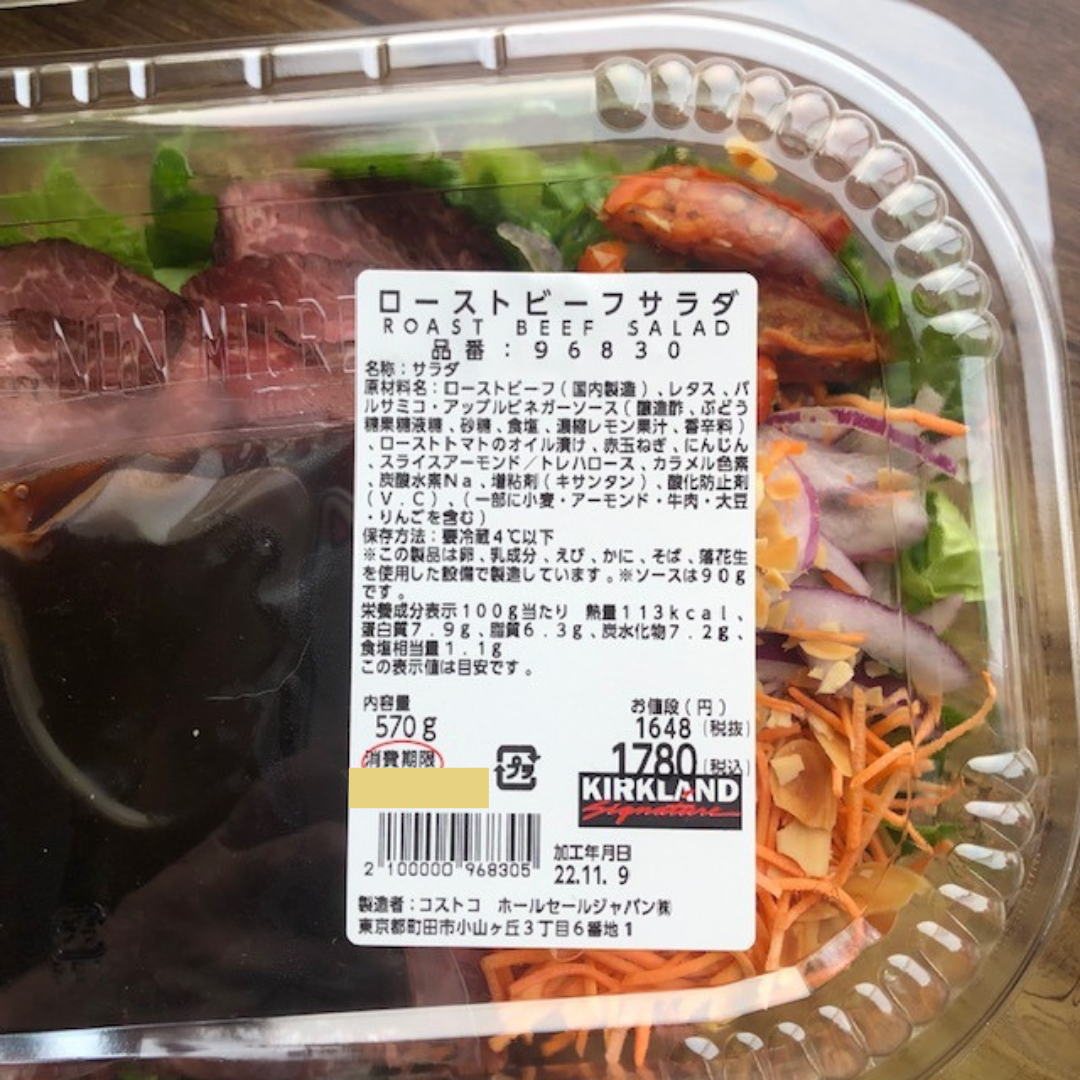 NON MICRO
ローストビーフサラダ
ROAST BEEF SALAD
品番:96830
名称:サラダ
原材料名:ローストビーフ(国内製造)、レタス、バ
ルサミコ・アップルビネガーソース(醸造酢、ぶどう
糖果糖液糖、砂糖、食塩、濃縮レモン果汁、香辛料)
、ローストトマトのオイル漬け、赤玉ねぎ、にんじん
、スライスアーモンド/トレハロース、カラメル色素
、炭酸水素Na、増粘剤(キサンタン)、酸化防止剤
(V.C)、(一部に小麦・アーモンド・牛肉・大豆
・りんごを含む)
保存方法:要冷蔵4℃以下
※この製品は卵、乳成分、えび、かに、そば、落花生
を使用した設備で製造しています。※ソースは90g
です。
栄養成分表示100g当たり 熱量113kcal、
蛋白質7.9g、脂質6.3g、炭水化物7.2g、
食塩相当量1.1g
この表示値は目安です。
内容量 お値段(円)
570g 1648(税抜)
消費期限 プラ 1780(税込)
KIRKLAND
Signature
2 100000 968305
加工年月日
22.11.9
製造者:コストコ ホールセールジャパン㈱
東京都町田市小山ヶ丘3丁目6番地1